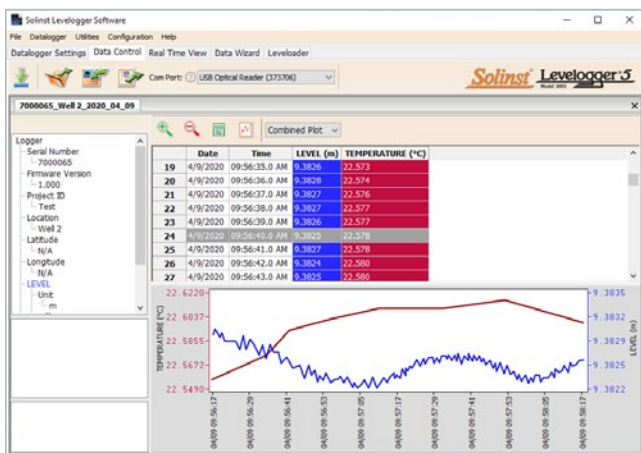 Solinst Levelogger Software
File Datalogger Utilities Configuration Help
Datalogger Settings Data Control Real Time View Data Wizard Leveloader
Com Port: ? USB Optical Reader (373706)
Solinst Levelogger 5
7000065_Well 2_2020_04_09
Combined Plot
Logger
Serial Number
7000065
Firmware Version
1.000
Project ID
Test
Location
Well 2
Latitude
N/A
Longitude
N/A
LEVEL
Unit
m
Date Time LEVEL (m) TEMPERATURE (°C)
19 4/9/2020 09:56:35.0 AM 9.3826 22.573
20 4/9/2020 09:56:36.0 AM 9.3828 22.574
21 4/9/2020 09:56:37.0 AM 9.3827 22.576
22 4/9/2020 09:56:38.0 AM 9.3827 22.577
23 4/9/2020 09:56:39.0 AM 9.3826 22.577
24 4/9/2020 09:56:40.0 AM 9.3825 22.578
25 4/9/2020 09:56:41.0 AM 9.3827 22.578
26 4/9/2020 09:56:42.0 AM 9.3824 22.580
27 4/9/2020 09:56:43.0 AM 9.3825 22.580
TEMPERATURE (°C)
22.6220
22.6037
22.5855
22.5672
22.5490
9.3835
9.3832
9.3829
9.3825
9.3822
LEVEL (m)
04/09 09:56:17
04/09 09:56:29
04/09 09:56:41
04/09 09:56:53
04/09 09:57:05
04/09 09:57:17
04/09 09:57:29
04/09 09:57:41
04/09 09:57:53
04/09 09:58:05
04/09 09:58:17